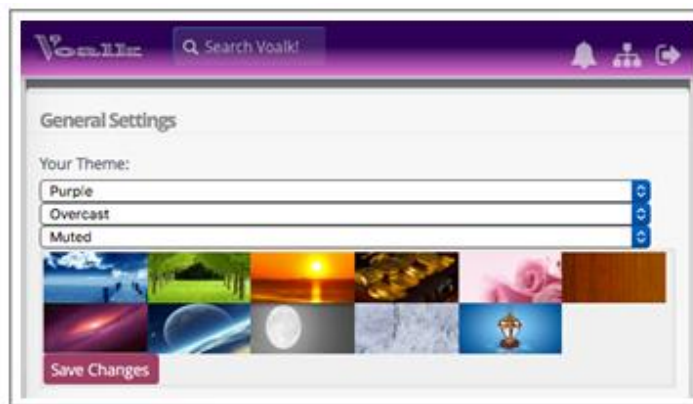 Voalk
Search Voalk!
General Settings
Your Theme:
Purple
Overcast
Muted
Save Changes